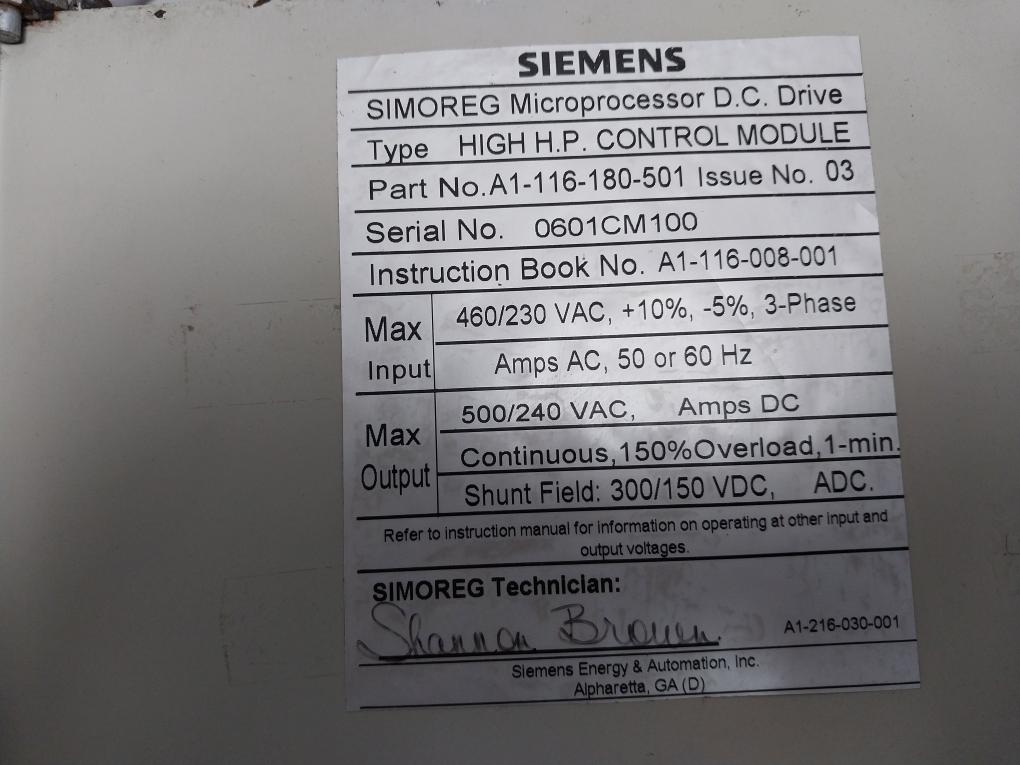 SIEMENS
SIMOREG Microprocessor D.C. Drive
Type HIGH H.P. CONTROL MODULE
Part No.A1-116-180-501 Issue No. 03
Serial No. 0601CM100
Instruction Book No. A1-116-008-001
Max Input
460/230 VAC, +10%, -5%, 3-Phase
Amps AC, 50 or 60 Hz
Max Output
500/240 VAC, Amps DC
Continuous,150%Overload,1-min.
Shunt Field: 300/150 VDC, ADC.
Refer to instruction manual for information on operating at other input and
output voltages.
SIMOREG Technician:
Shannon Brown
A1-216-030-001
Siemens Energy & Automation, Inc.
Alpharetta, GA (D)